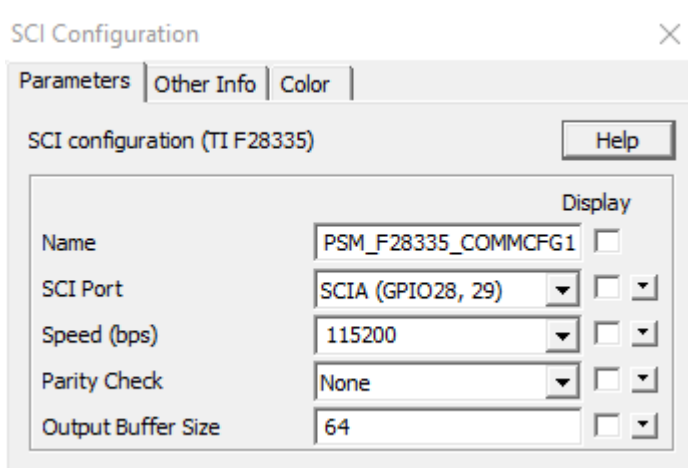 SCI Configuration
Parameters Other Info Color
SCI configuration (TI F28335) Help
Display
Name PSM_F28335_COMMCFG1
SCI Port SCIA (GPIO28, 29)
Speed (bps) 115200
Parity Check None
Output Buffer Size 64